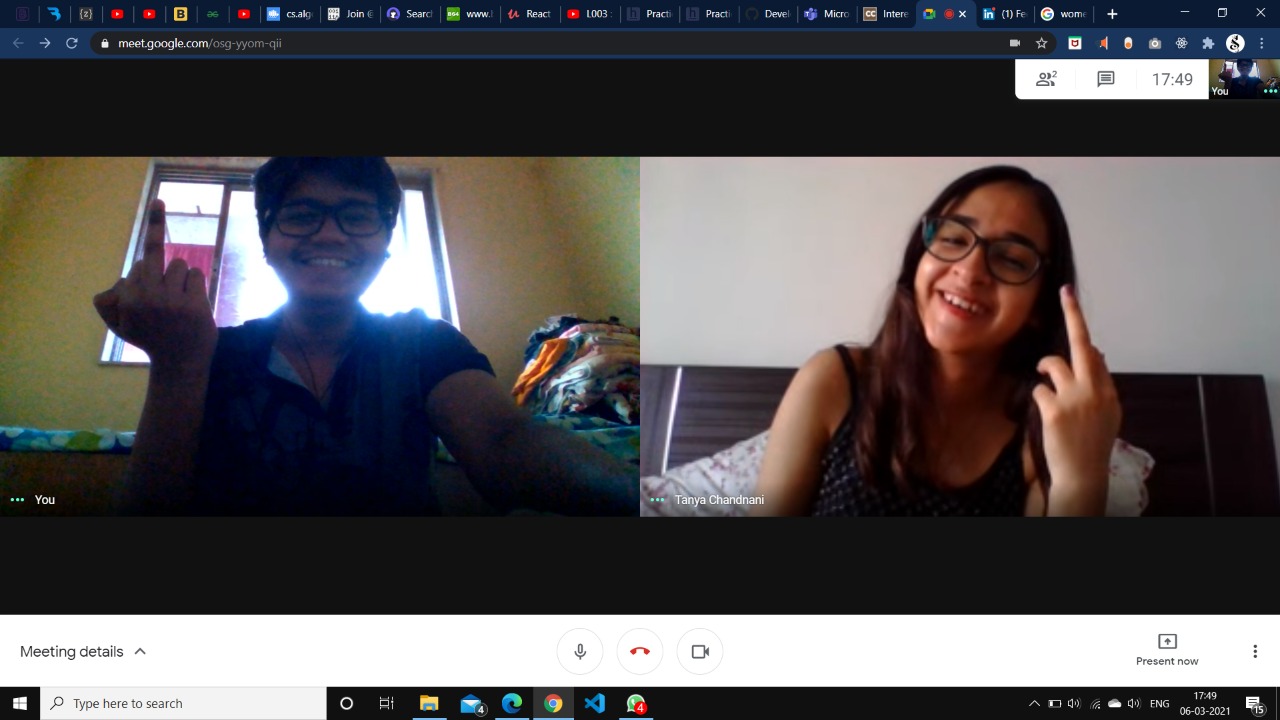 cs.alg
Join
Searc
www.
React
L003
Practi
Practi
Devel
Micro
Intere
(1) Fe
wome
meet.google.com/osg-yyom-qii
2
17:49
You
You
Tanya Chandnani
Meeting details
Present now
Type here to search
4
4
ENG
17:49
06-03-2021
15